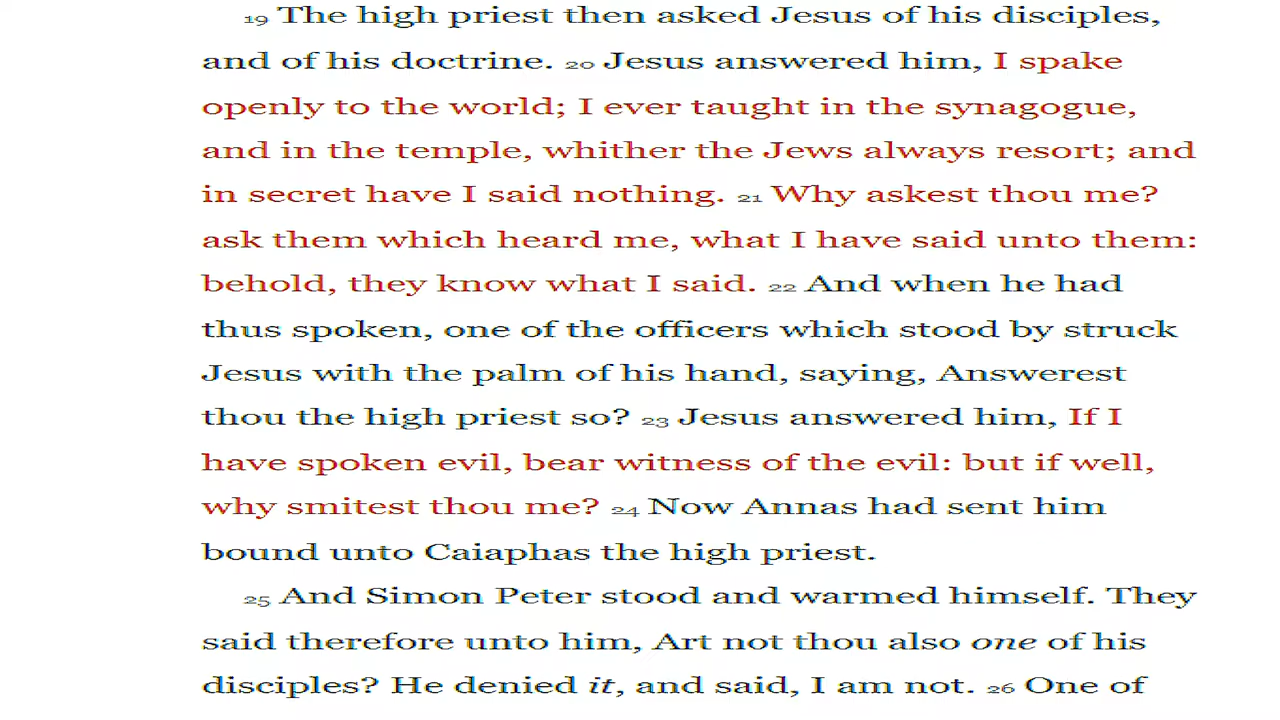 19 The high priest then asked Jesus of his disciples,
and of his doctrine. 20 Jesus answered him, I spake
openly to the world; I ever taught in the synagogue,
and in the temple, whither the Jews always resort; and
in secret have I said nothing. 21 Why askest thou me?
ask them which heard me, what I have said unto them:
behold, they know what I said. 22 And when he had
thus spoken, one of the officers which stood by struck
Jesus with the palm of his hand, saying, Answerest
thou the high priest so? 23 Jesus answered him, If I
have spoken evil, bear witness of the evil: but if well,
why smitest thou me? 24 Now Annas had sent him
bound unto Caiaphas the high priest.
25 And Simon Peter stood and warmed himself. They
said therefore unto him, Art not thou also one of his
disciples? He denied it, and said, I am not. 26 One of